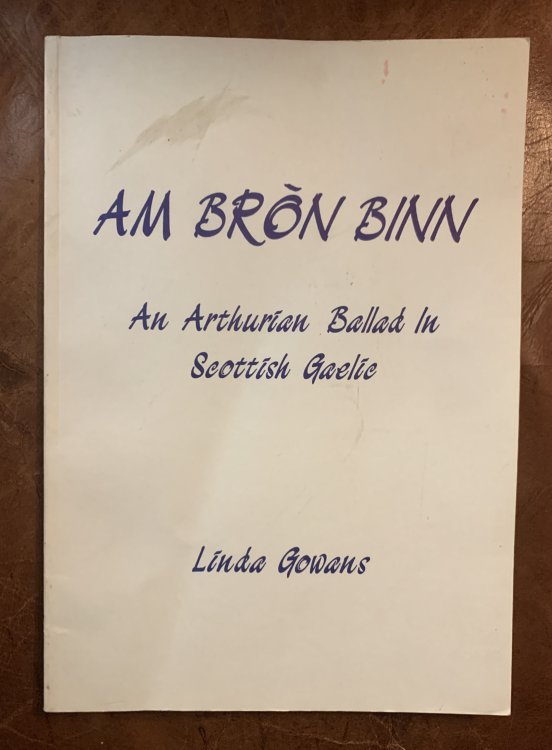 AM BRÒN BINN
An Arthurian Ballad In
Scottish Gaelic
Linda Gowans